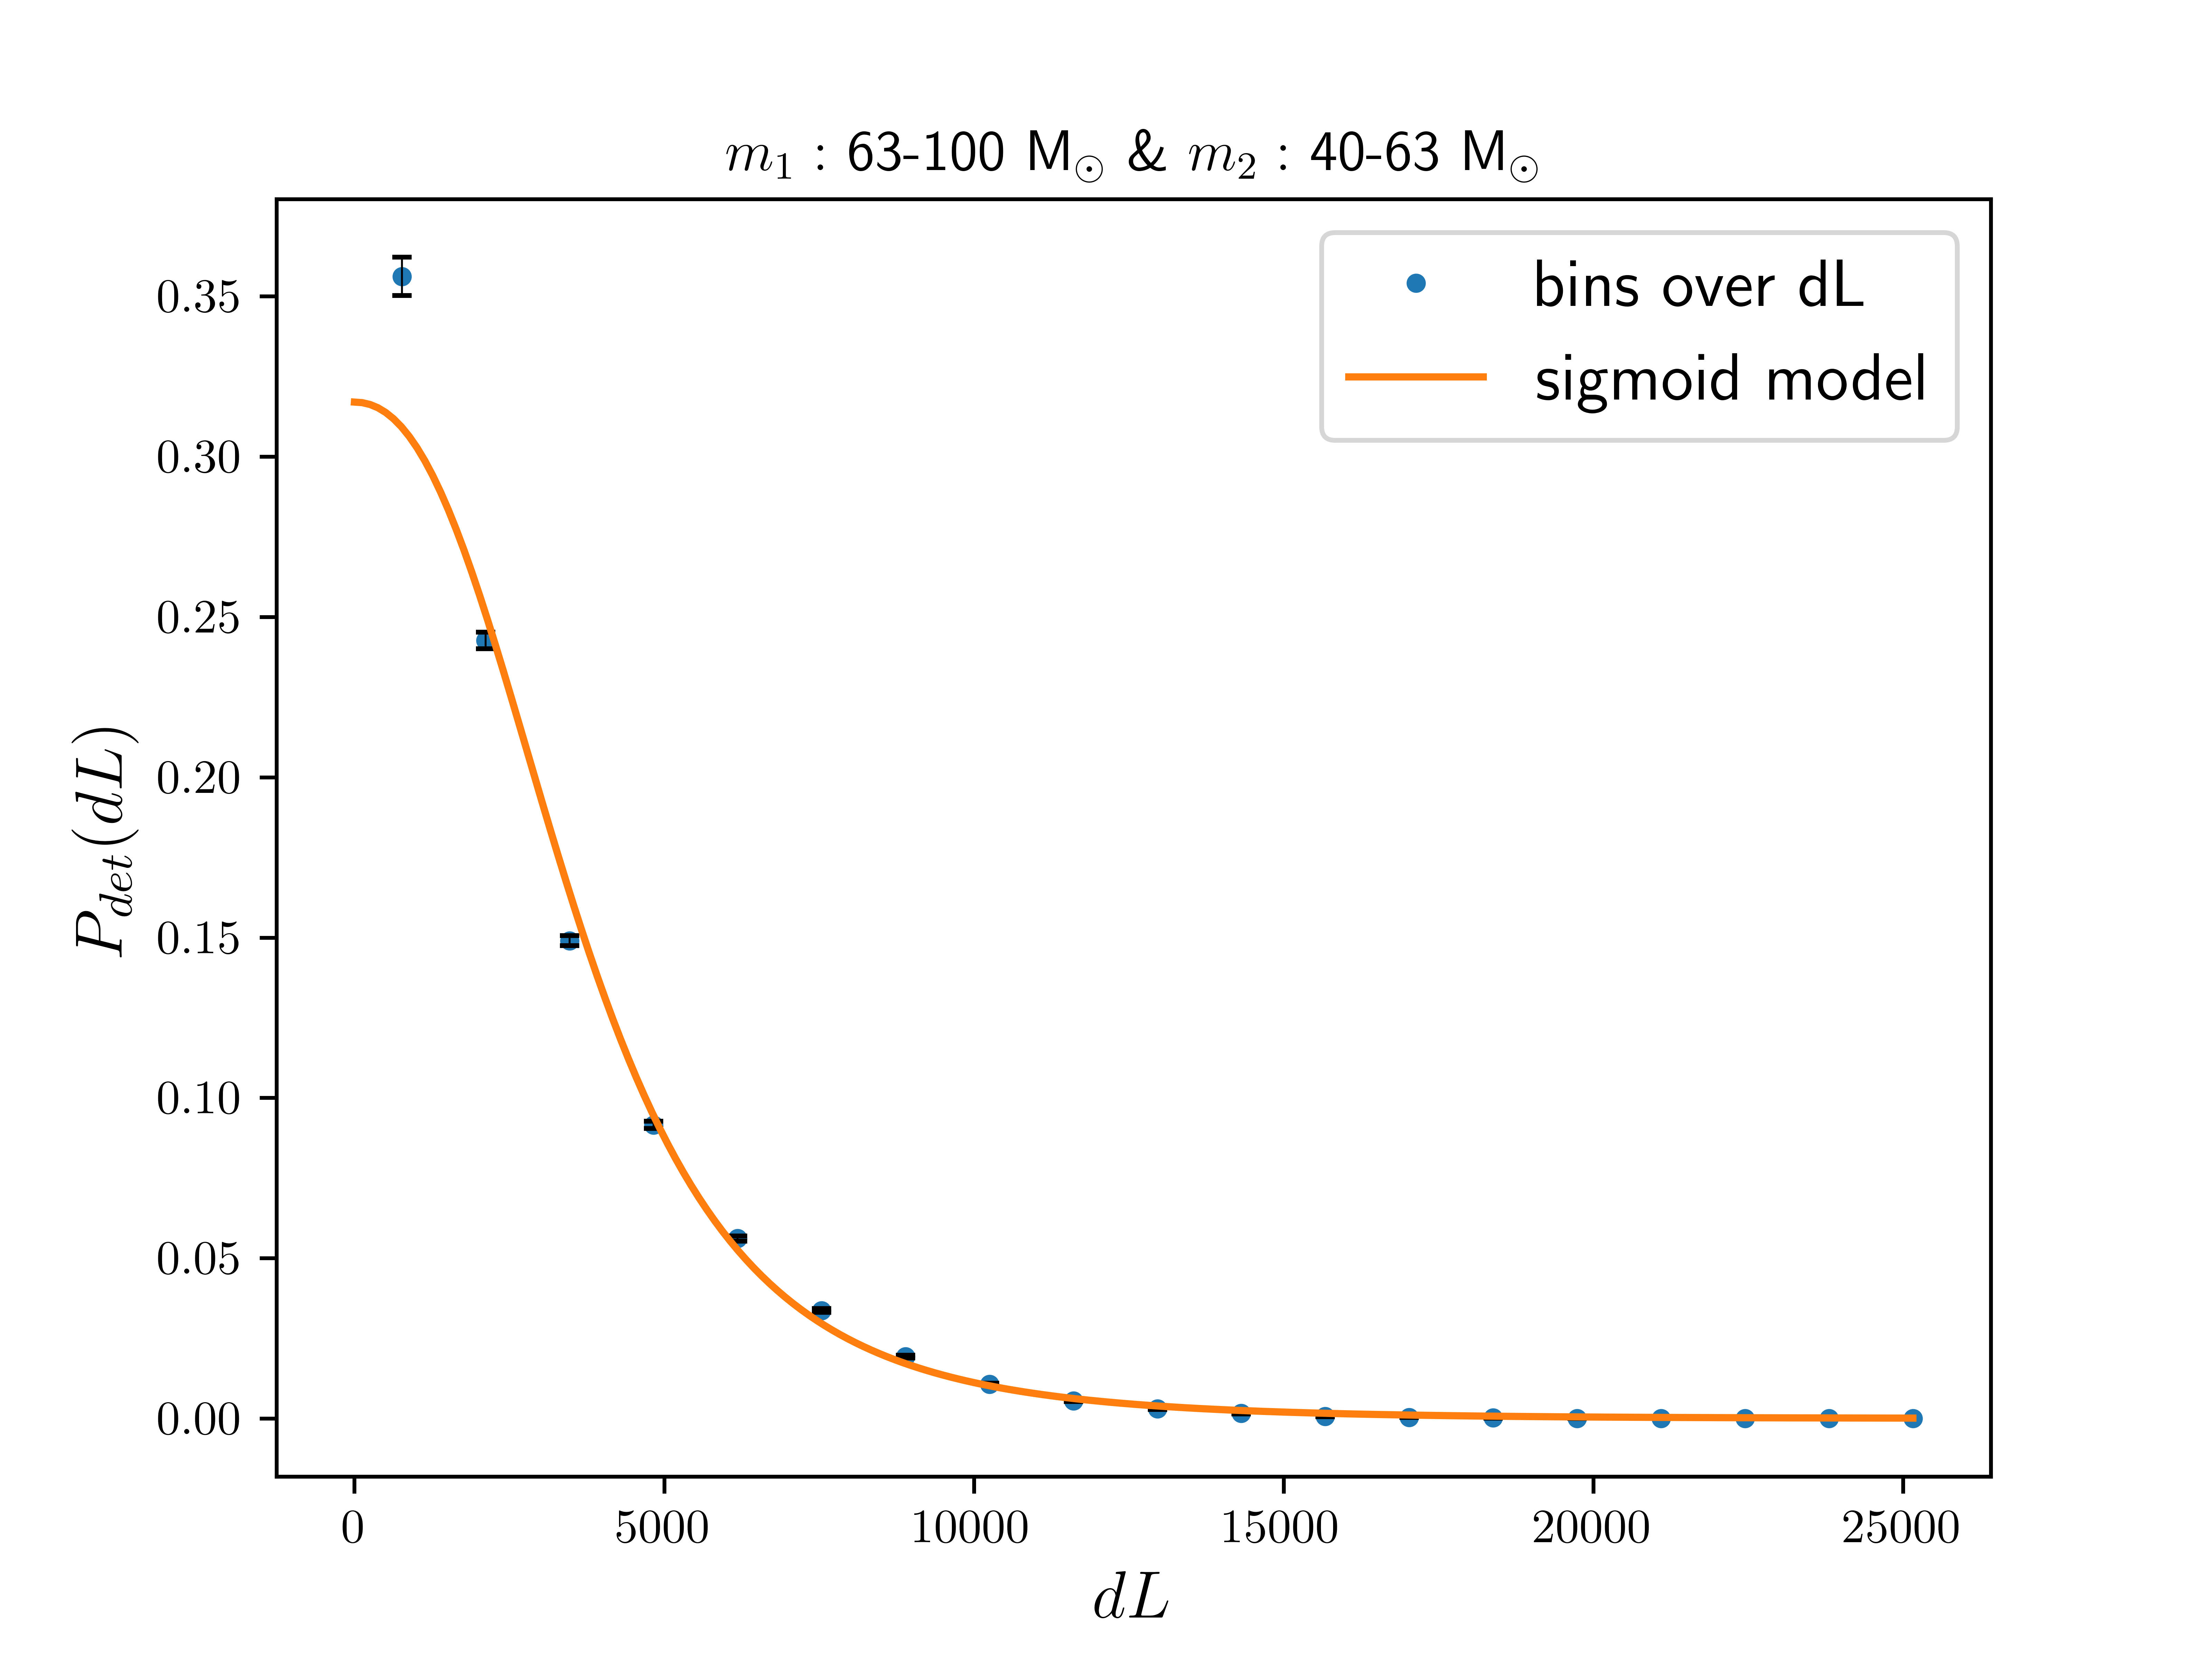 m₁ : 63-100 M☉ & m₂ : 40-63 M☉
bins over dL
sigmoid model
P_det(dL)
0.35
0.30
0.25
0.20
0.15
0.10
0.05
0.00
0 5000 10000 15000 20000 25000
dL